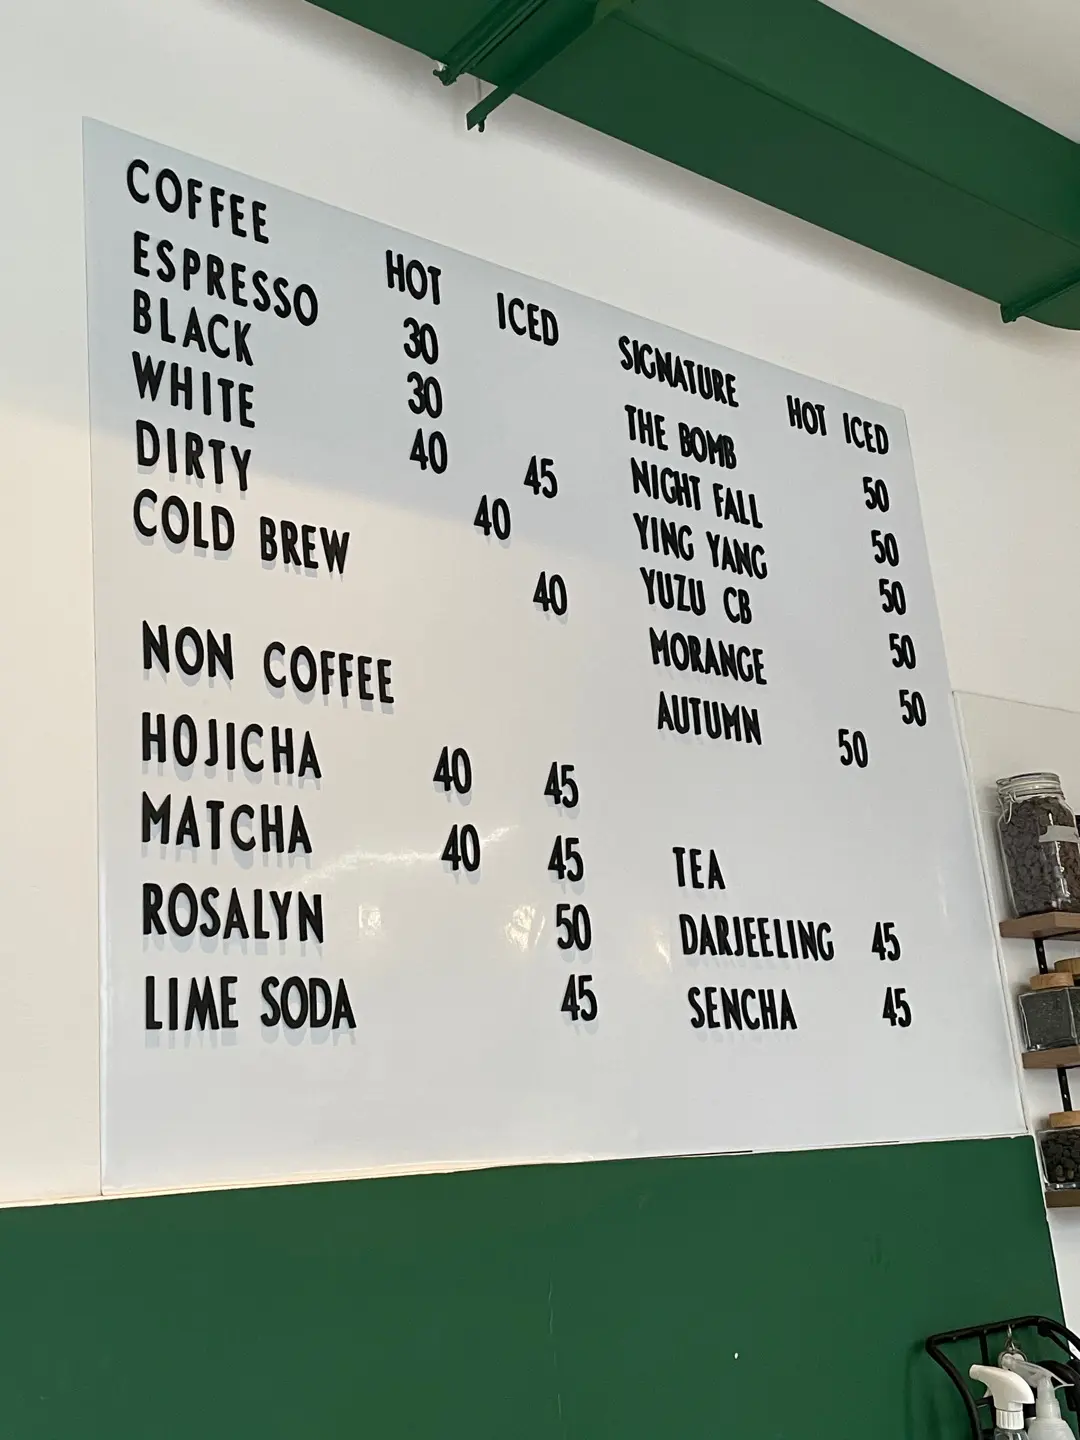 COFFEE HOT ICED
ESPRESSO 30
BLACK 30
WHITE 40 45
DIRTY 40
COLD BREW 40
NON COFFEE
HOJICHA 40 45
MATCHA 40 45
ROSALYN 50
LIME SODA 45
SIGNATURE HOT ICED
THE BOMB 50
NIGHT FALL 50
YING YANG 50
YUZU CB 50
MORANGE 50
AUTUMN 50
TEA
DARJEELING 45
SENCHA 45